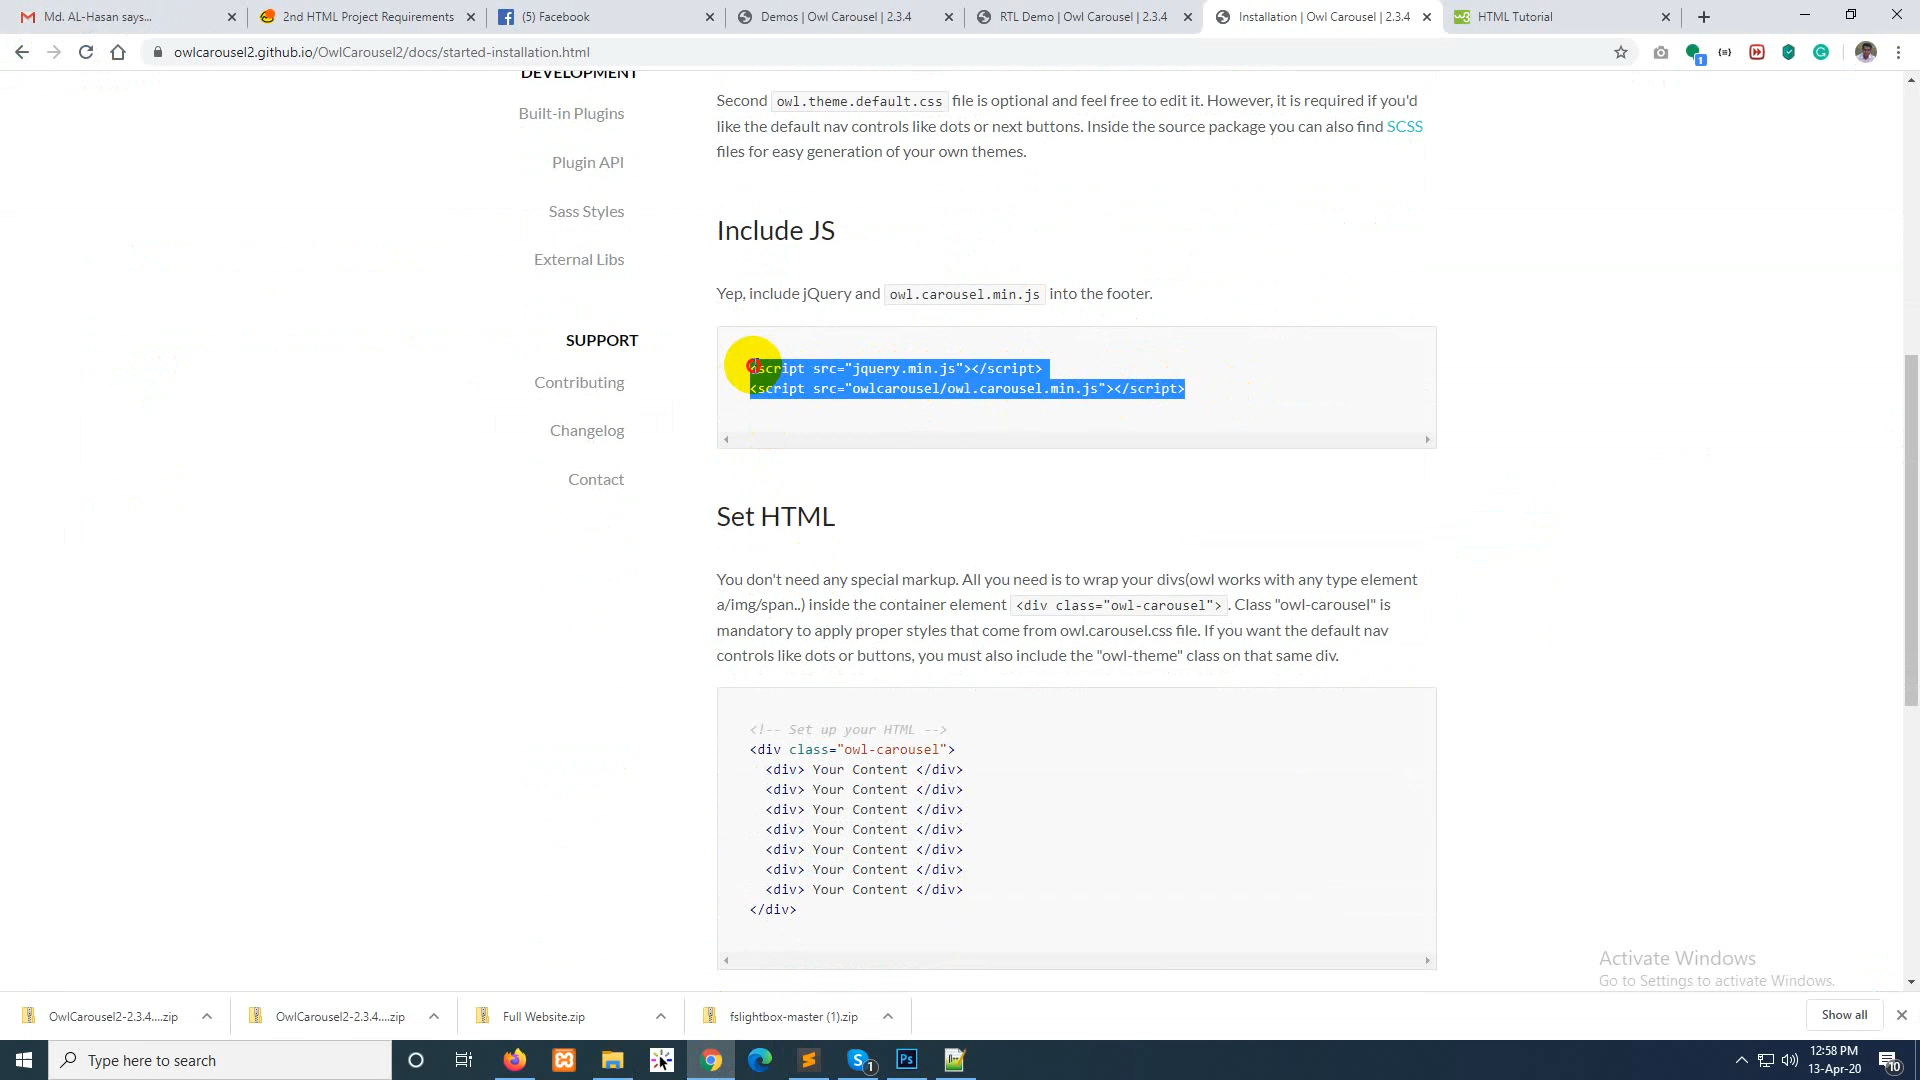 Md. AL-Hasan says...
2nd HTML Project Requirements
(5) Facebook
Demos | Owl Carousel | 2.3.4
RTL Demo | Owl Carousel | 2.3.4
Installation | Owl Carousel | 2.3.4
HTML Tutorial
owlcarousel2.github.io/OwlCarousel2/docs/started-installation.html
1
DEVELOPMENT
Built-in Plugins
Plugin API
Sass Styles
External Libs
SUPPORT
Contributing
Changelog
Contact
Second owl.theme.default.css file is optional and feel free to edit it. However, it is required if you'd
like the default nav controls like dots or next buttons. Inside the source package you can also find SCSS
files for easy generation of your own themes.
Include JS
Yep, include jQuery and owl.carousel.min.js into the footer.
<script src="jquery.min.js"></script>
<script src="owlcarousel/owl.carousel.min.js"></script>
Set HTML
You don't need any special markup. All you need is to wrap your divs(owl works with any type element
a/img/span..) inside the container element <div class="owl-carousel">. Class "owl-carousel" is
mandatory to apply proper styles that come from owl.carousel.css file. If you want the default nav
controls like dots or buttons, you must also include the "owl-theme" class on that same div.
<!-- Set up your HTML -->
<div class="owl-carousel">
<div> Your Content </div>
<div> Your Content </div>
<div> Your Content </div>
<div> Your Content </div>
<div> Your Content </div>
<div> Your Content </div>
<div> Your Content </div>
</div>
Activate Windows
Go to Settings to activate Windows.
OwlCarousel2-2.3.4....zip
OwlCarousel2-2.3.4....zip
Full Website.zip
fslightbox-master (1).zip
Show all
Type here to search
1
Ps
12:58 PM
13-Apr-20
10